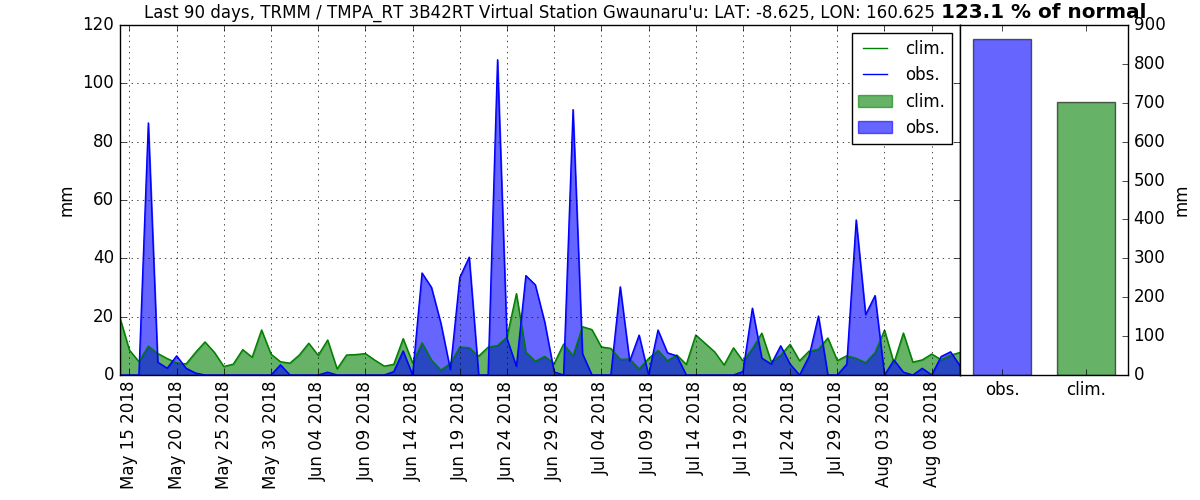 Last 90 days, TRMM / TMPA_RT 3B42RT Virtual Station Gwaunaru'u: LAT: -8.625, LON: 160.625 123.1 % of normal
120
100
80
60
40
20
0
mm
clim.
obs.
clim.
obs.
900
800
700
600
500
400
300
200
100
0
mm
obs.
clim.
May 15 2018
May 20 2018
May 25 2018
May 30 2018
Jun 04 2018
Jun 09 2018
Jun 14 2018
Jun 19 2018
Jun 24 2018
Jun 29 2018
Jul 04 2018
Jul 09 2018
Jul 14 2018
Jul 19 2018
Jul 24 2018
Jul 29 2018
Aug 03 2018
Aug 08 2018